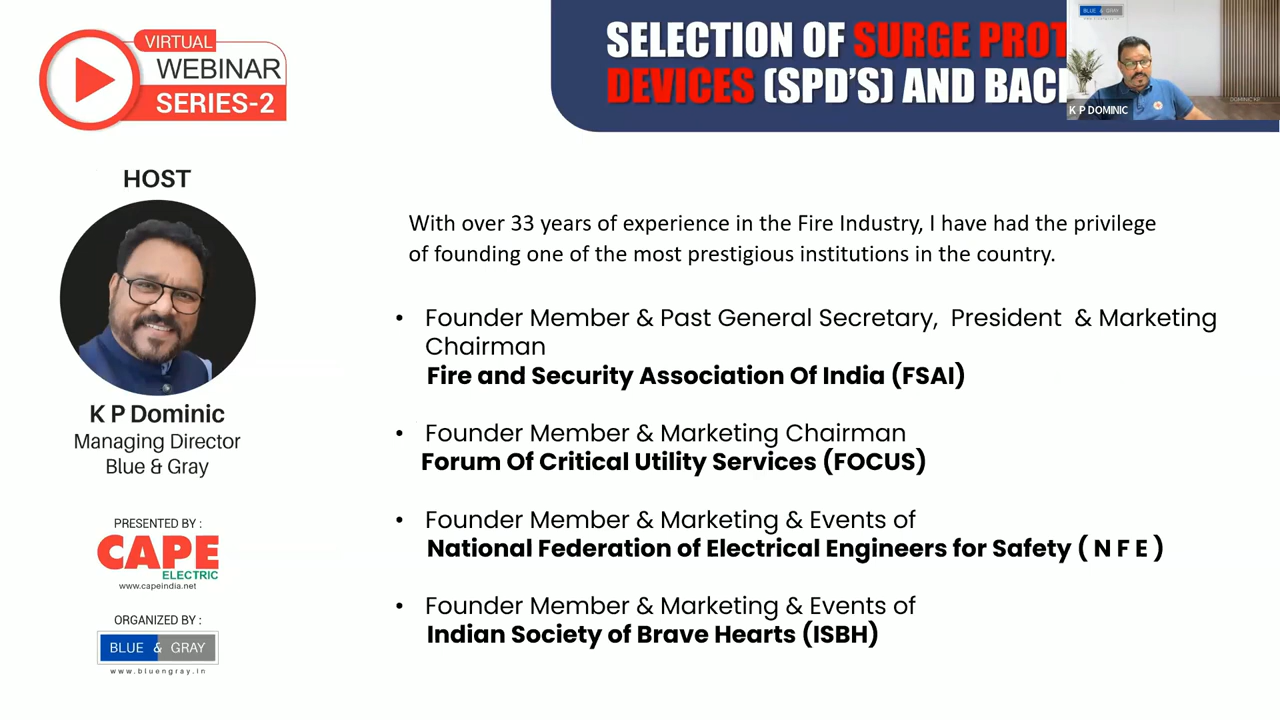 VIRTUAL
WEBINAR
SERIES-2
SELECTION OF SURGE PROT
DEVICES (SPD'S) AND BAC
BLUE & GRAY
K P DOMINIC
DOMINIC KP
HOST
K P Dominic
Managing Director
Blue & Gray
PRESENTED BY :
CAPE
ELECTRIC
www.capeindia.net
ORGANIZED BY :
BLUE & GRAY
www.bluengray.in
With over 33 years of experience in the Fire Industry, I have had the privilege
of founding one of the most prestigious institutions in the country.
• Founder Member & Past General Secretary, President & Marketing
Chairman
Fire and Security Association Of India (FSAI)
• Founder Member & Marketing Chairman
Forum Of Critical Utility Services (FOCUS)
• Founder Member & Marketing & Events of
National Federation of Electrical Engineers for Safety ( N F E )
• Founder Member & Marketing & Events of
Indian Society of Brave Hearts (ISBH)